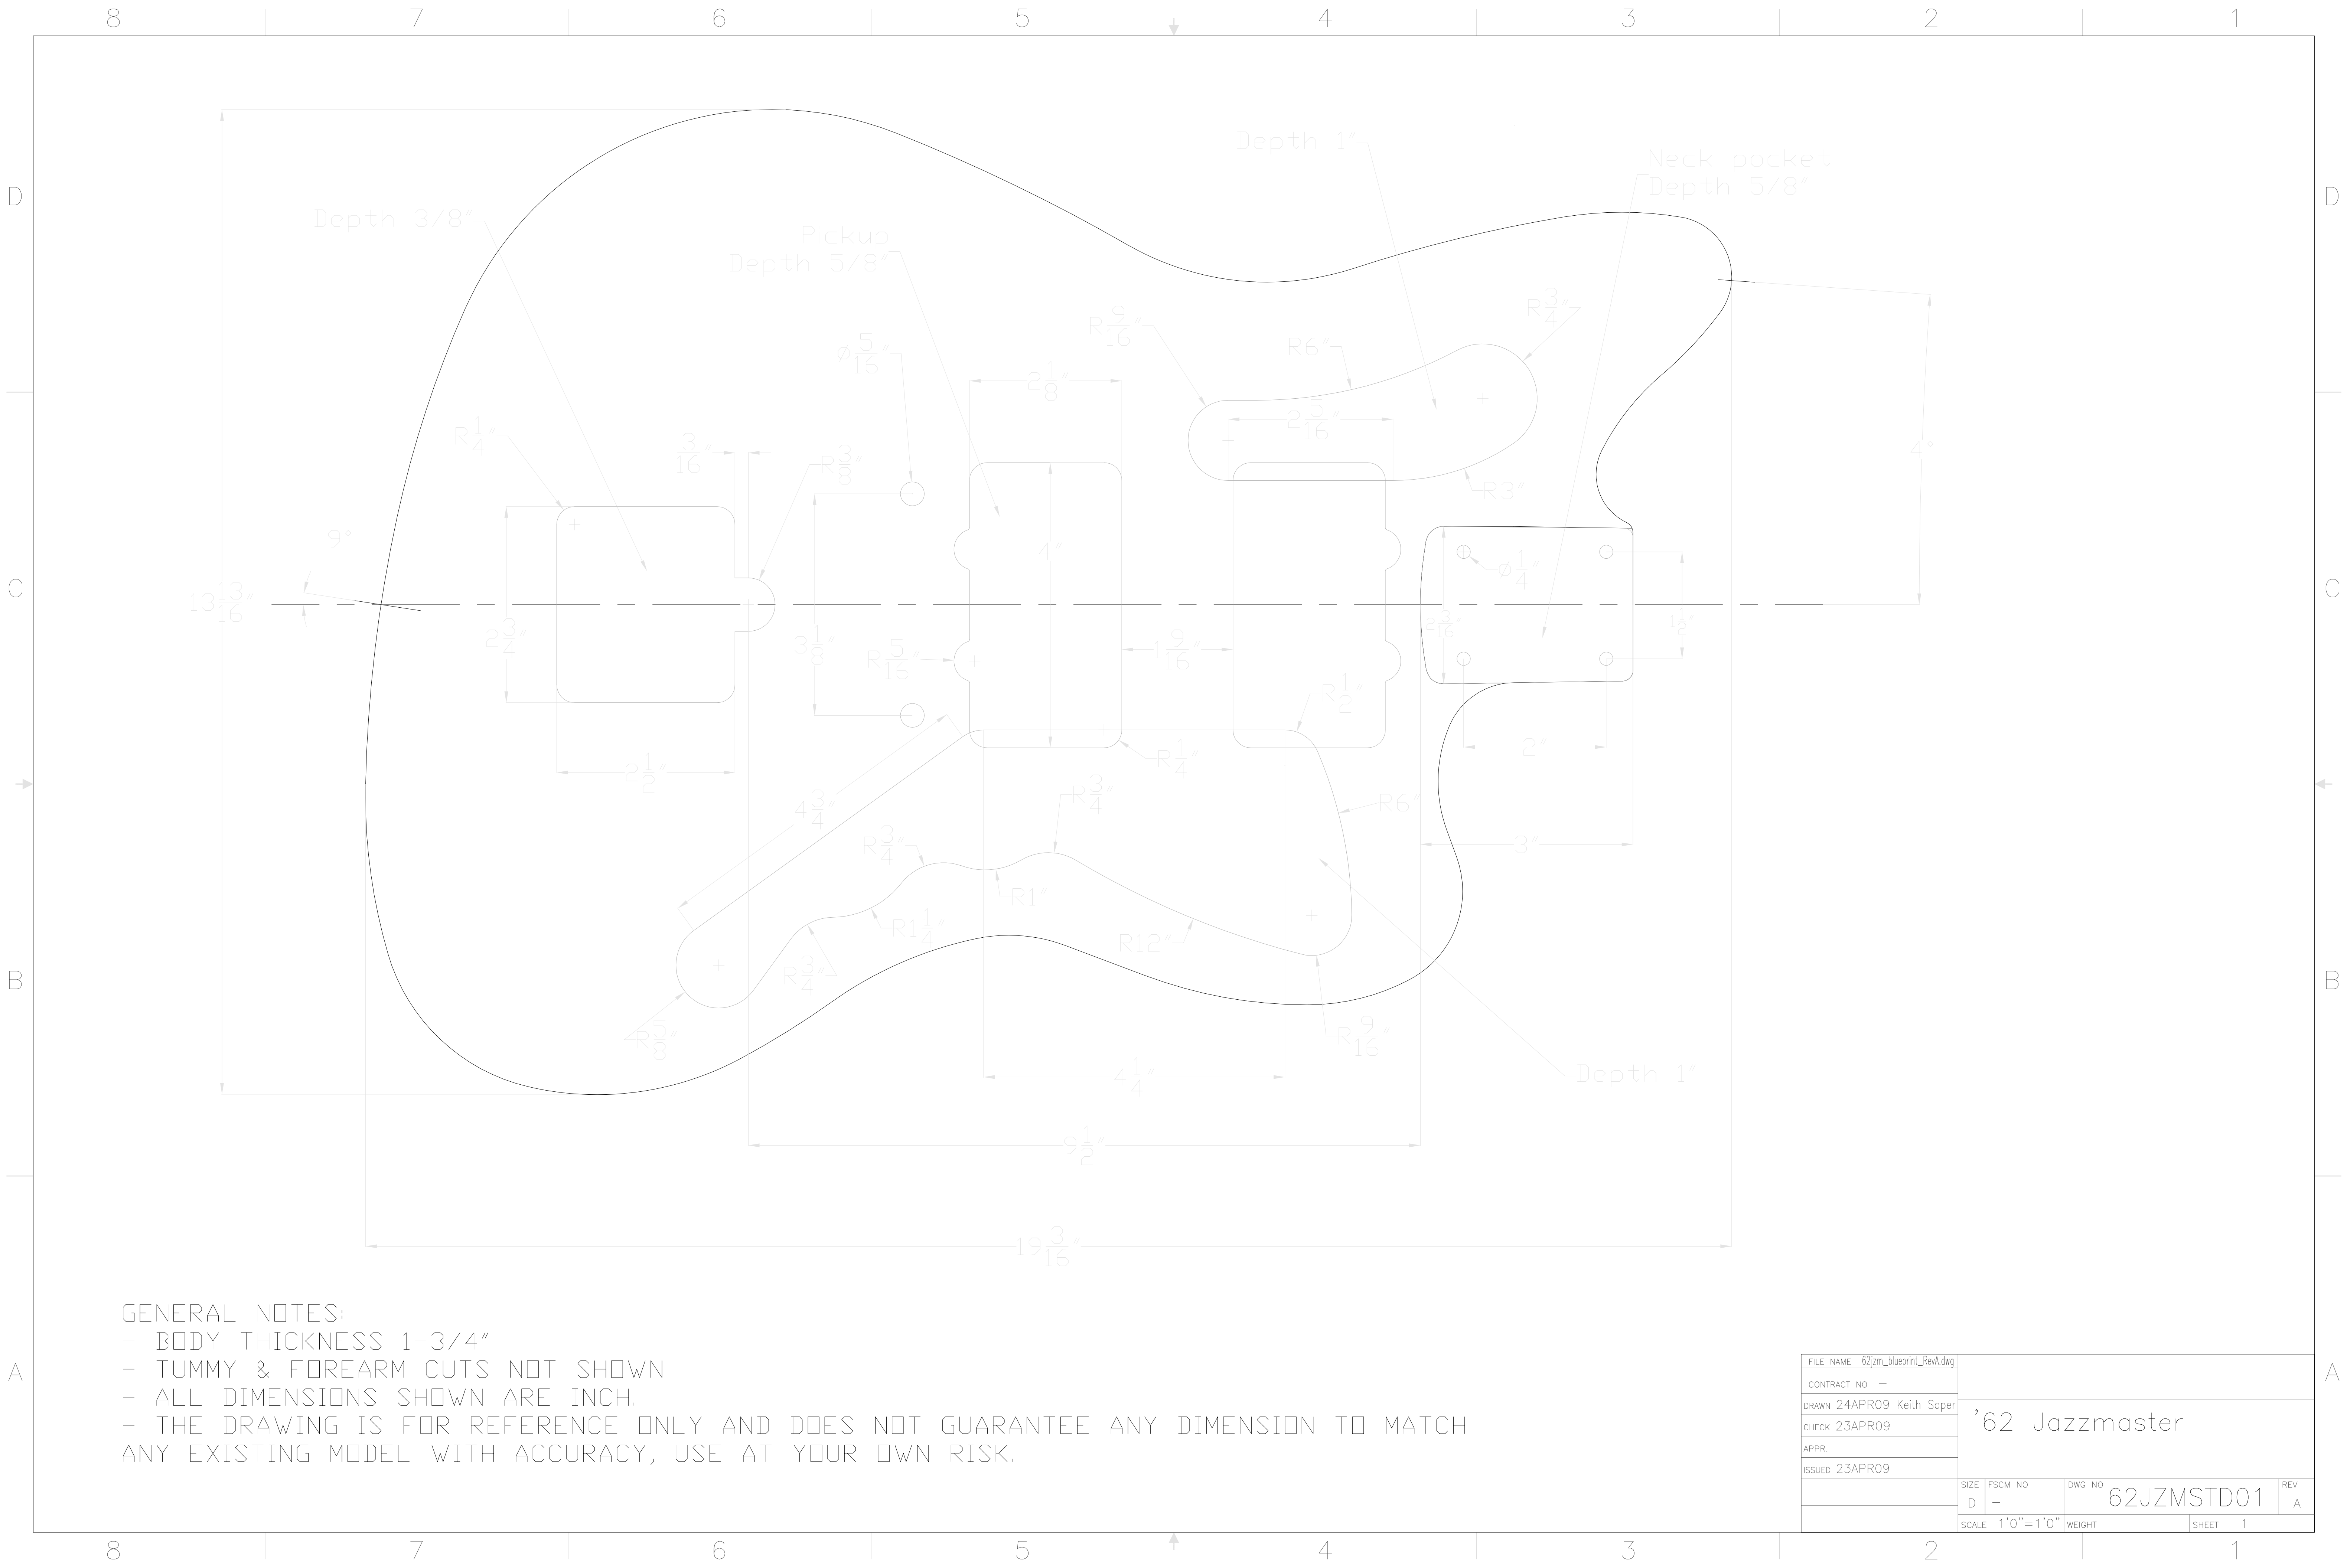 8 7 6 5 4 3 2 1
D D
C C
B B
A A
Depth 1"
Neck pocket
Depth 5/8"
Depth 3/8"
Pickup
Depth 5/8"
R3/4"
R9/16"
R6"
Ø5/16"
2 1/8"
2 5/16"
R1/4"
3/16"
R3/8"
4°
R3"
9°
4"
Ø1/4"
13 13/16"
2 3/4"
3 1/8"
R5/16"
1 9/16"
2 3/16"
R1/2"
2 1/2"
R1/4"
2"
4 3/4"
R3/4"
R6"
R3/4"
3"
R1"
R1 1/4"
R12"
R3/4"
R5/8"
R9/16"
4 1/4"
Depth 1"
9 1/2"
19 3/16"
GENERAL NOTES:
- BODY THICKNESS 1-3/4"
- TUMMY & FOREARM CUTS NOT SHOWN
- ALL DIMENSIONS SHOWN ARE INCH.
- THE DRAWING IS FOR REFERENCE ONLY AND DOES NOT GUARANTEE ANY DIMENSION TO MATCH
ANY EXISTING MODEL WITH ACCURACY, USE AT YOUR OWN RISK.
FILE NAME 62jzm_blueprint_RevA.dwg
CONTRACT NO -
DRAWN 24APR09 Keith Soper
CHECK 23APR09
APPR.
ISSUED 23APR09
'62 Jazzmaster
SIZE D
FSCM NO -
DWG NO 62JZMSTD01
REV A
SCALE 1'0"=1'0"
WEIGHT
SHEET 1
8 7 6 5 4 3 2 1